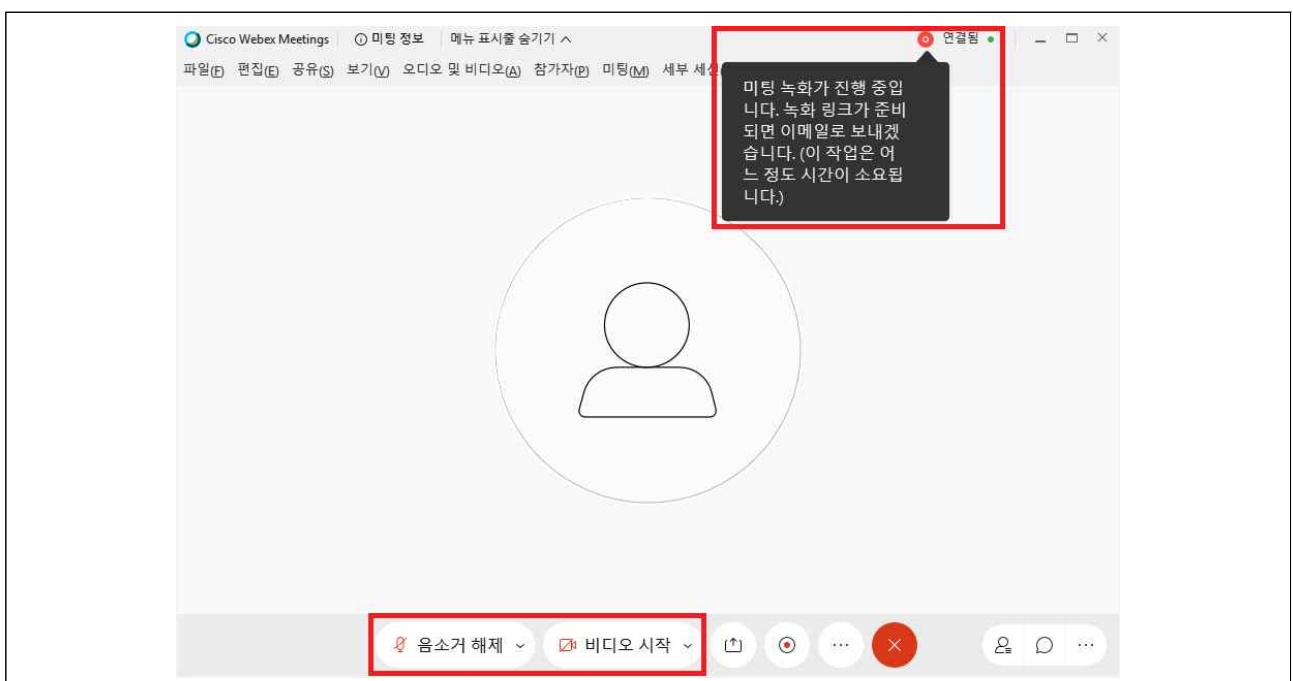 Cisco Webex Meetings ⓘ 미팅 정보 메뉴 표시줄 숨기기 ㅅ 연결됨
파일(F) 편집(E) 공유(S) 보기(V) 오디오 및 비디오(A) 참가자(P) 미팅(M) 세부 세션
미팅 녹화가 진행 중입
니다. 녹화 링크가 준비
되면 이메일로 보내겠
습니다. (이 작업은 어
느 정도 시간이 소요됩
니다.)
음소거 해제 비디오 시작